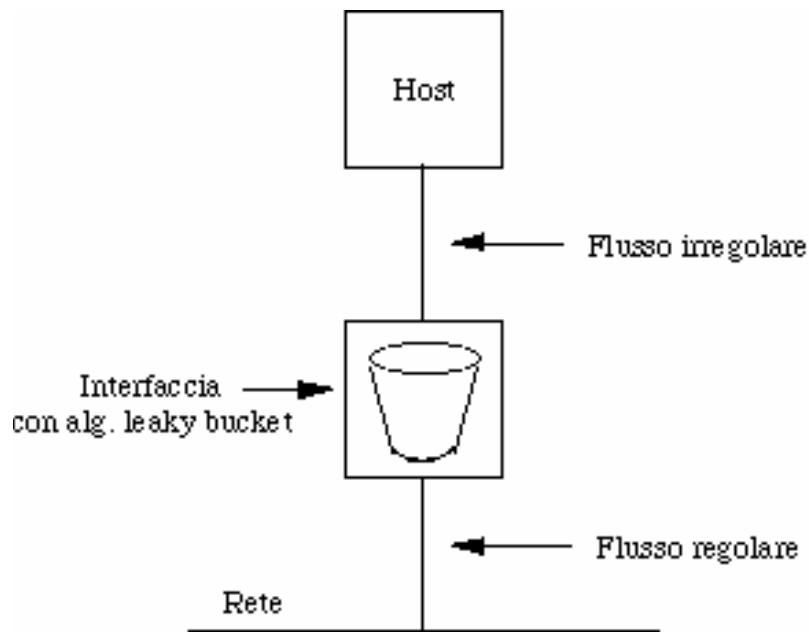 Host
Flusso irregolare
Interfaccia
con alg. leaky bucket
Flusso regolare
Rete